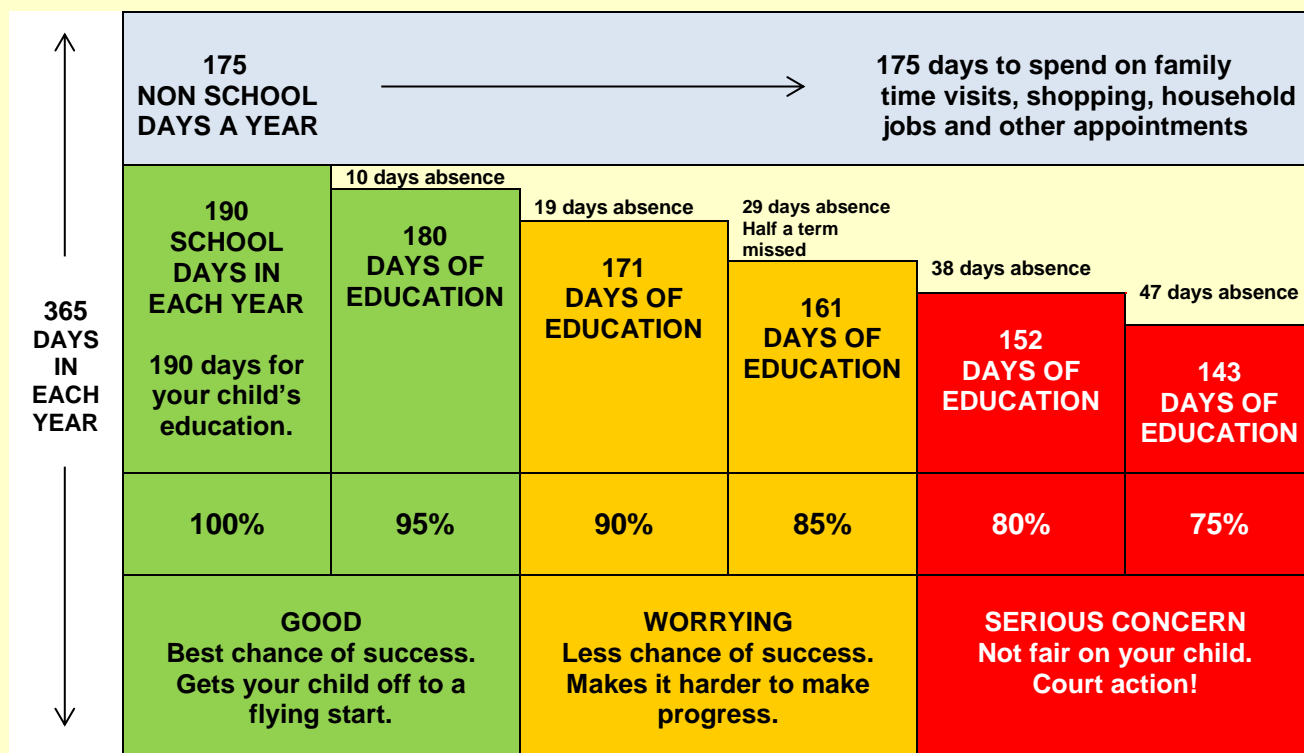 365
DAYS
IN
EACH
YEAR
175
NON SCHOOL
DAYS A YEAR
175 days to spend on family
time visits, shopping, household
jobs and other appointments
190
SCHOOL
DAYS IN
EACH YEAR
190 days for
your child's
education.
10 days absence
180
DAYS OF
EDUCATION
19 days absence
171
DAYS OF
EDUCATION
29 days absence
Half a term
missed
161
DAYS OF
EDUCATION
38 days absence
152
DAYS OF
EDUCATION
47 days absence
143
DAYS OF
EDUCATION
100%
95%
90%
85%
80%
75%
GOOD
Best chance of success.
Gets your child off to a
flying start.
WORRYING
Less chance of success.
Makes it harder to make
progress.
SERIOUS CONCERN
Not fair on your child.
Court action!